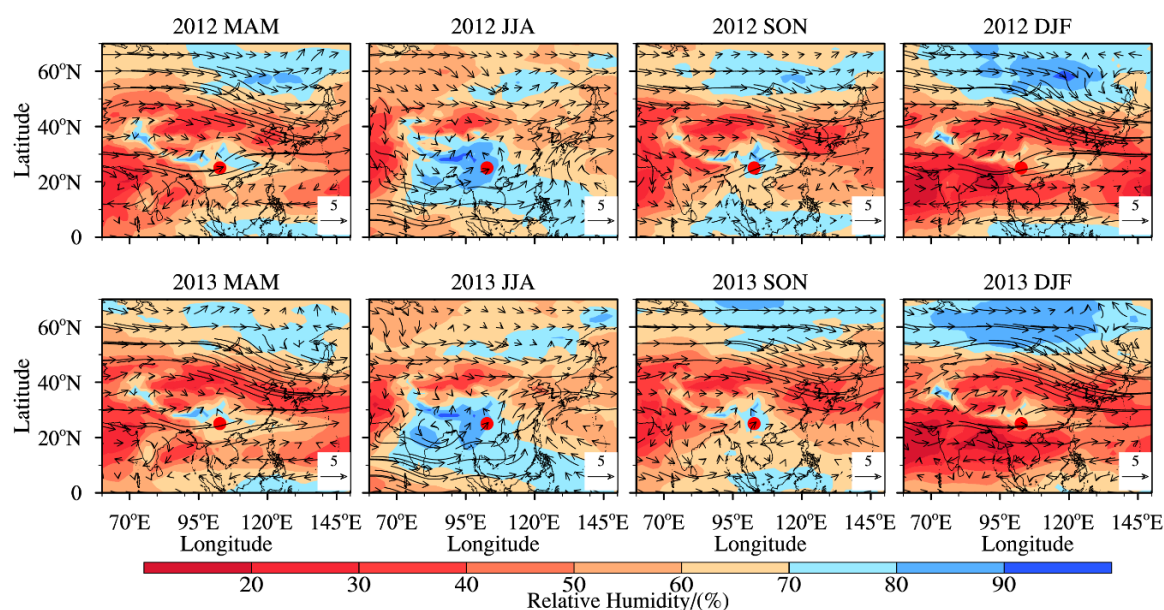 2012 MAM 2012 JJA 2012 SON 2012 DJF
Latitude
60°N
40°N
20°N
0
5 5 5 5
2013 MAM 2013 JJA 2013 SON 2013 DJF
Latitude
60°N
40°N
20°N
0
5 5 5 5
70°E 95°E 120°E 145°E 70°E 95°E 120°E 145°E 70°E 95°E 120°E 145°E 70°E 95°E 120°E 145°E
Longitude Longitude Longitude Longitude
20 30 40 50 60 70 80 90
Relative Humidity/(%)